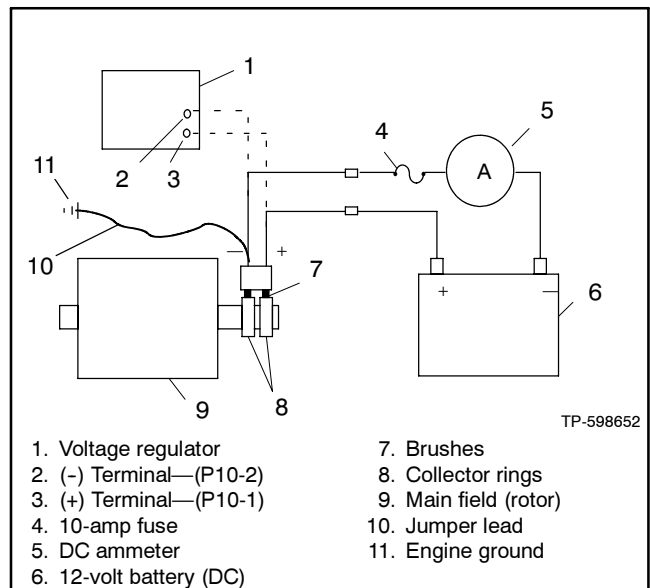 1
4
5
A
11
2
3
10
— +
7
+ —
6
9
8
TP-598652
1. Voltage regulator
2. (-) Terminal—(P10-2)
3. (+) Terminal—(P10-1)
4. 10-amp fuse
5. DC ammeter
6. 12-volt battery (DC)
7. Brushes
8. Collector rings
9. Main field (rotor)
10. Jumper lead
11. Engine ground